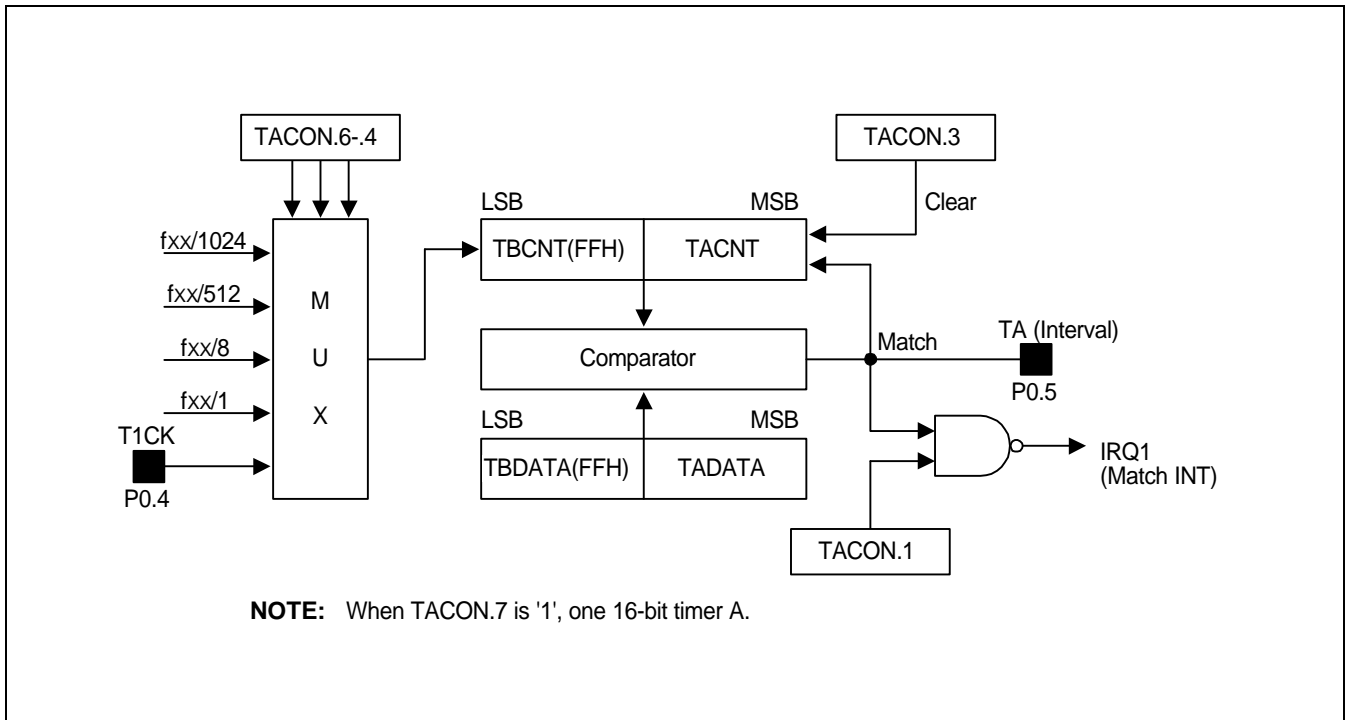 TACON.6-.4
TACON.3
LSB
MSB
Clear
fxx/1024
TBCNT(FFH)
TACNT
fxx/512
M
TA (Interval)
Match
fxx/8
U
Comparator
P0.5
fxx/1
X
LSB
MSB
T1CK
TBDATA(FFH)
TADATA
IRQ1
(Match INT)
P0.4
TACON.1
NOTE: When TACON.7 is '1', one 16-bit timer A.